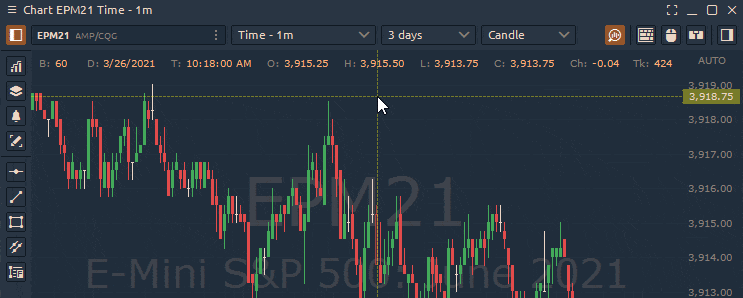 Chart EPM21 Time - 1m
EPM21 AMP/CQG Time - 1m 3 days Candle
B: 60 D: 3/26/2021 T: 10:18:00 AM O: 3,915.25 H: 3,915.50 L: 3,913.75 C: 3,913.75 Ch: -0.04 Tk: 424 AUTO
3,919.00
3,918.75
3,918.00
3,917.00
3,916.00
EPM21
3,915.00
3,914.00
E-Mini S&P 500: June 2021
3,913.00